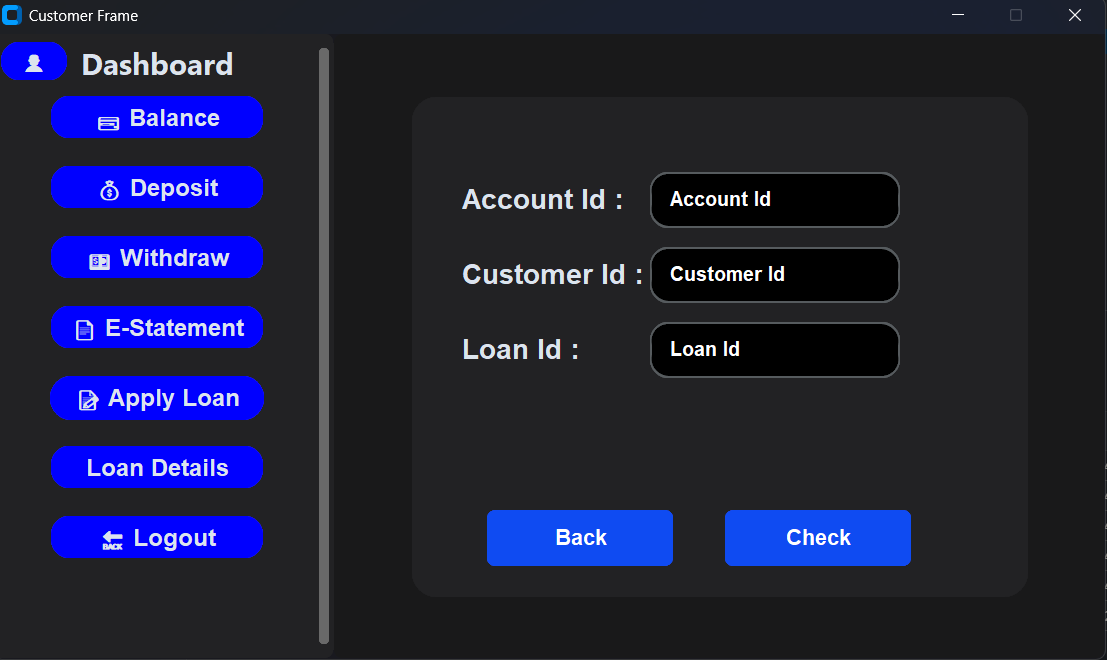 Customer Frame
Dashboard
Balance
Deposit
Withdraw
E-Statement
Apply Loan
Loan Details
BACK Logout
Account Id : Account Id
Customer Id : Customer Id
Loan Id : Loan Id
Back Check